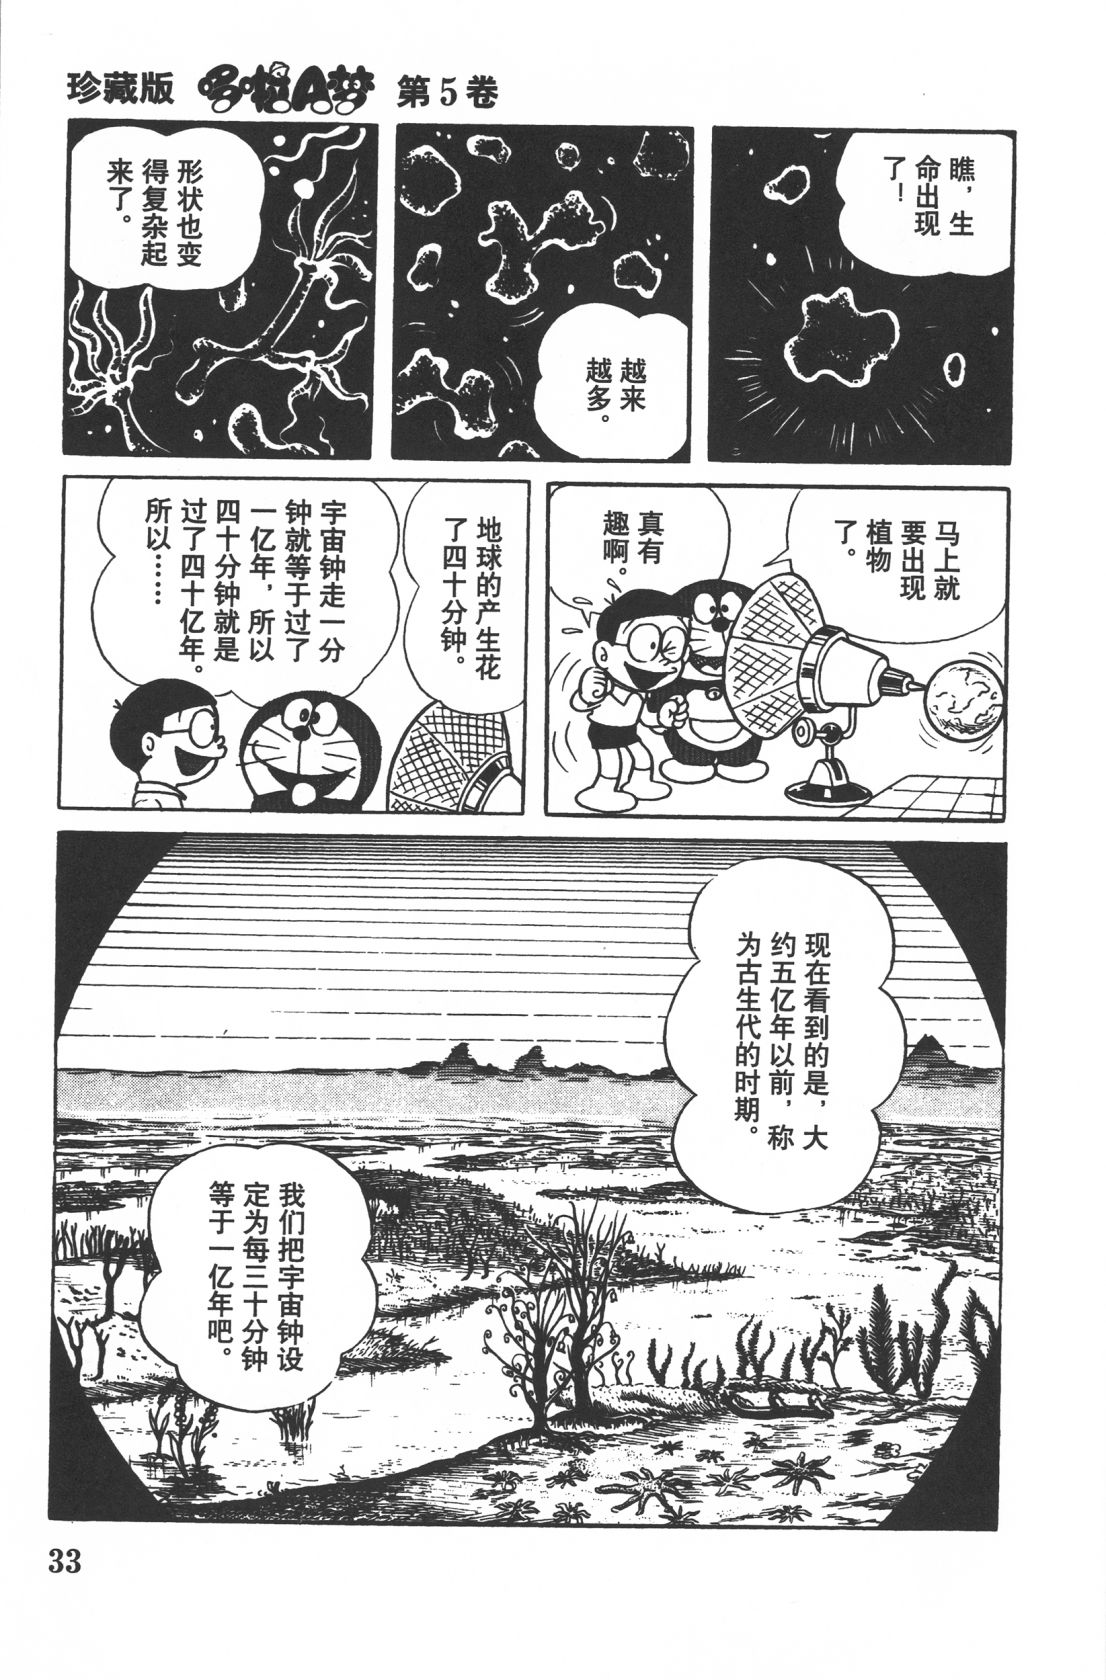 珍藏版 哆啦A梦 第5卷
瞧，生
命出现
了！
越来
越多。
形状也变
得复杂起
来了。
马上就
要出现
植物
了。
真有
趣啊。
地球的产生花
了四十分钟。
宇宙钟走一分
钟就等于过了
一亿年，所以
四十分钟就是
过了四十亿年。
所以……
现在看到的是，大
约五亿年以前，称
为古生代的时期。
我们把宇宙钟设
定为每三十分钟
等于一亿年吧。
33